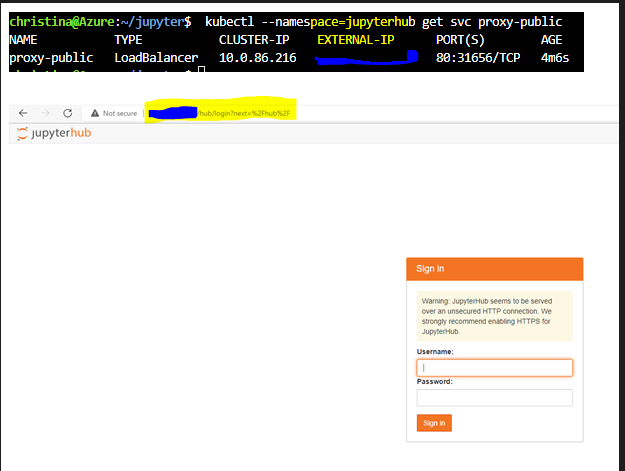 christina@Azure:~/jupyter$ kubectl --namespace=jupyterhub get svc proxy-public
NAME TYPE CLUSTER-IP EXTERNAL-IP PORT(S) AGE
proxy-public LoadBalancer 10.0.86.216 80:31656/TCP 4m6s
christina@Azure:~/jupyter$
Not secure | /hub/login?next=%2Fhub%2F
jupyterhub
Sign in
Warning: JupyterHub seems to be served
over an unsecured HTTP connection. We
strongly recommend enabling HTTPS for
JupyterHub.
Username:
Password:
Sign in